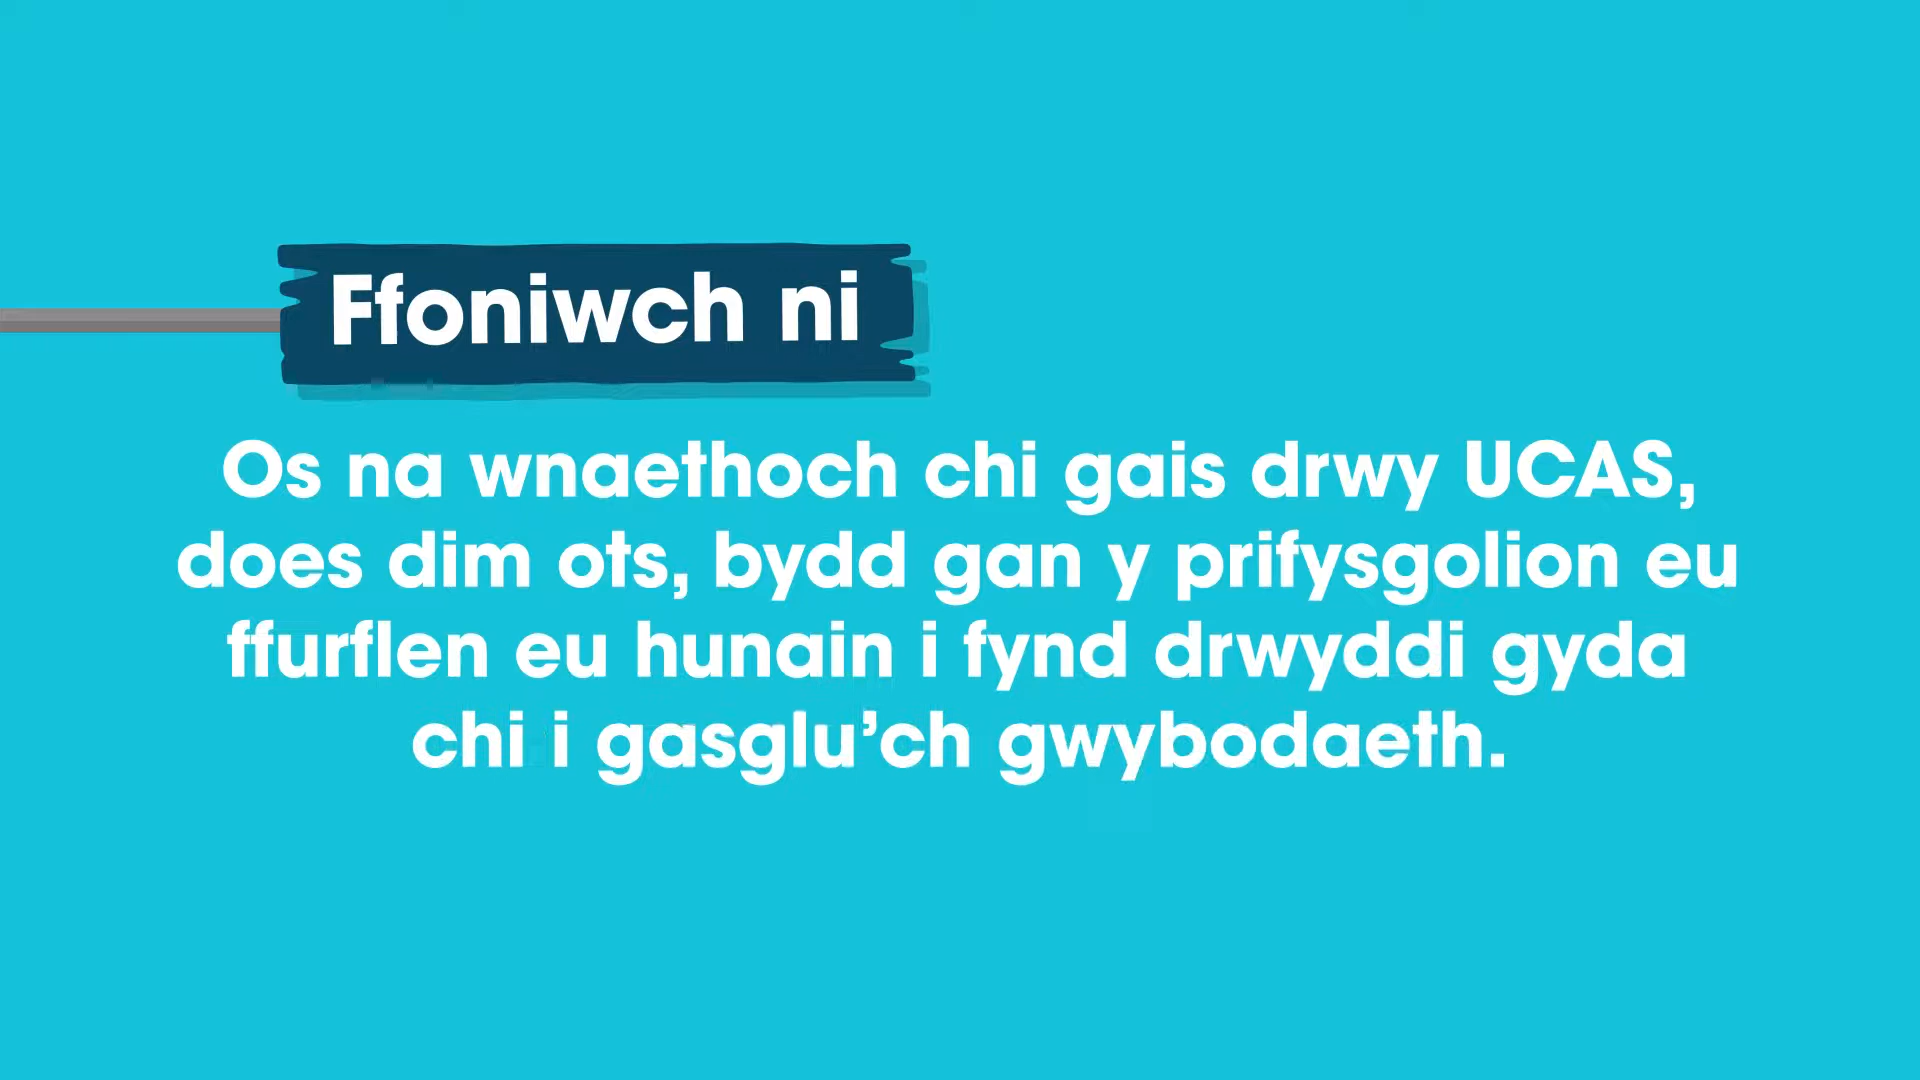 Ffoniwch ni
Os na wnaethoch chi gais drwy UCAS,
does dim ots, bydd gan y prifysgolion eu
ffurflen eu hunain i fynd drwyddi gyda
chi i gasglu’ch gwybodaeth.